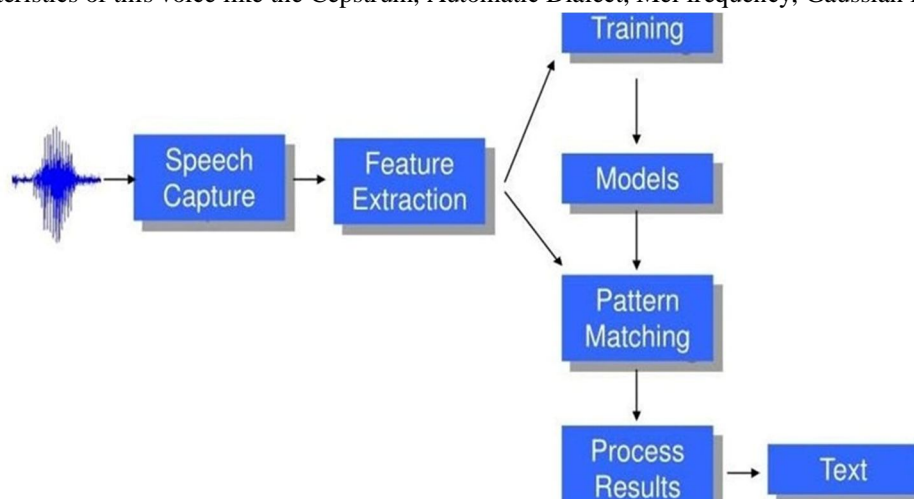 Training
Speech
Capture
Feature
Extraction
Models
Pattern
Matching
Process
Results
Text